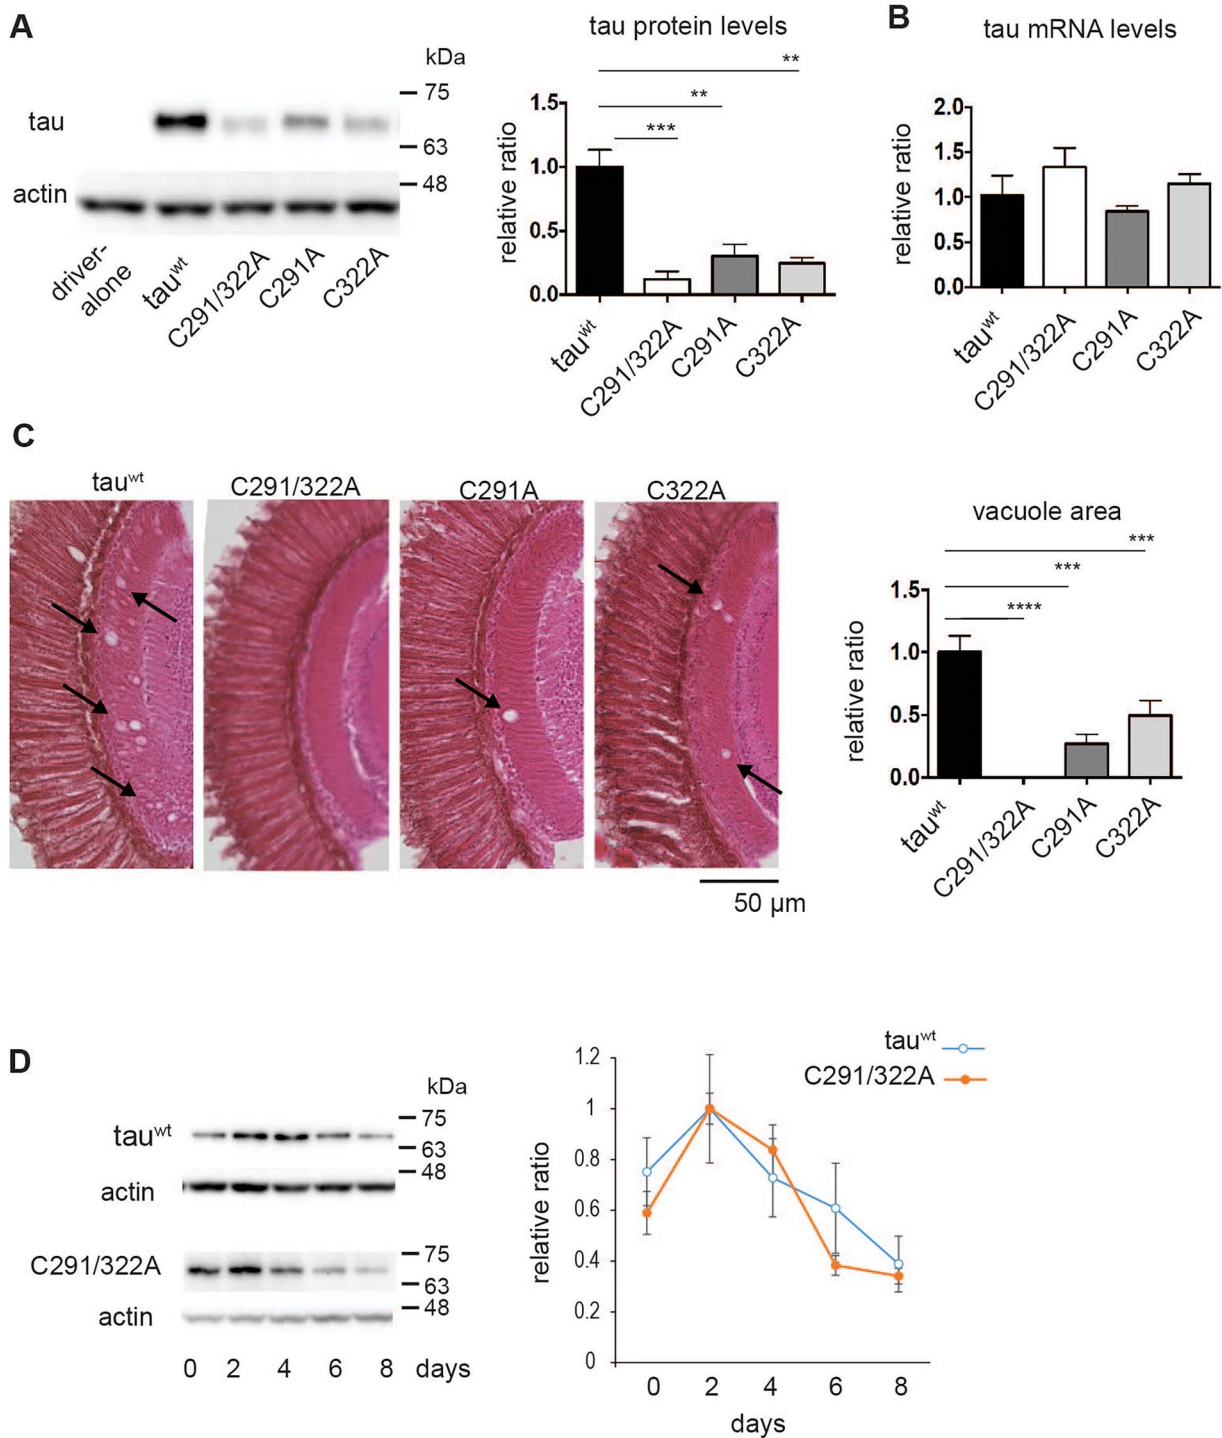 A
kDa
75
tau
63
48
actin
driver-
alone
tauʷᵗ
C291/322A
C291A
C322A
tau protein levels
**
**
***
relative ratio
1.5
1.0
0.5
0.0
tauʷᵗ
C291/322A
C291A
C322A
B
tau mRNA levels
relative ratio
2.0
1.5
1.0
0.5
0.0
tauʷᵗ
C291/322A
C291A
C322A
C
tauʷᵗ
C291/322A
C291A
C322A
50 µm
vacuole area
***
***
****
relative ratio
1.5
1.0
0.5
0.0
tauʷᵗ
C291/322A
C291A
C322A
D
kDa
75
tauʷᵗ
63
48
actin
75
C291/322A
63
48
actin
0 2 4 6 8 days
tauʷᵗ
C291/322A
relative ratio
1.2
1
0.8
0.6
0.4
0.2
0
0 2 4 6 8
days